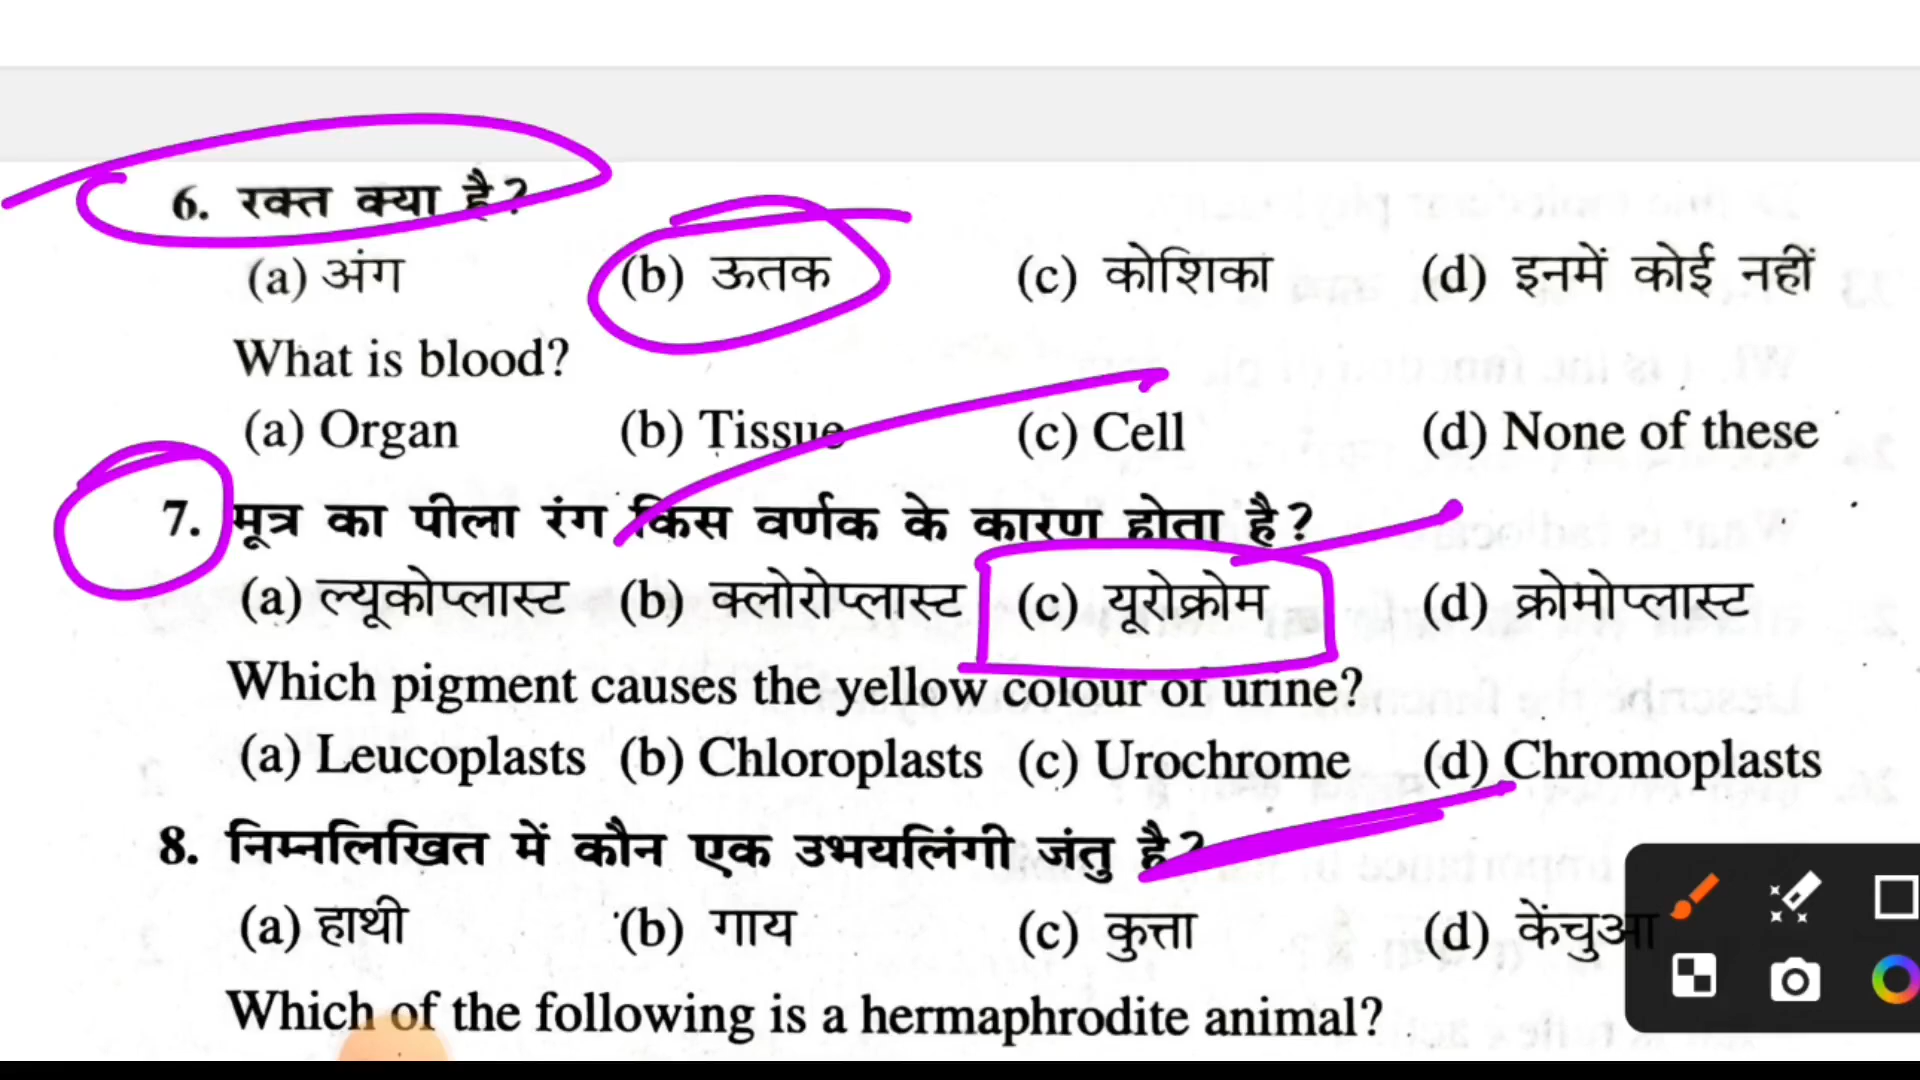 6. रक्त क्या है?
(a) अंग (b) ऊतक (c) कोशिका (d) इनमें कोई नहीं
What is blood?
(a) Organ (b) Tissue (c) Cell (d) None of these
7. मूत्र का पीला रंग किस वर्णक के कारण होता है?
(a) ल्यूकोप्लास्ट (b) क्लोरोप्लास्ट (c) यूरोक्रोम (d) क्रोमोप्लास्ट
Which pigment causes the yellow colour of urine?
(a) Leucoplasts (b) Chloroplasts (c) Urochrome (d) Chromoplasts
8. निम्नलिखित में कौन एक उभयलिंगी जंतु है?
(a) हाथी (b) गाय (c) कुत्ता (d) केंचुआ
Which of the following is a hermaphrodite animal?